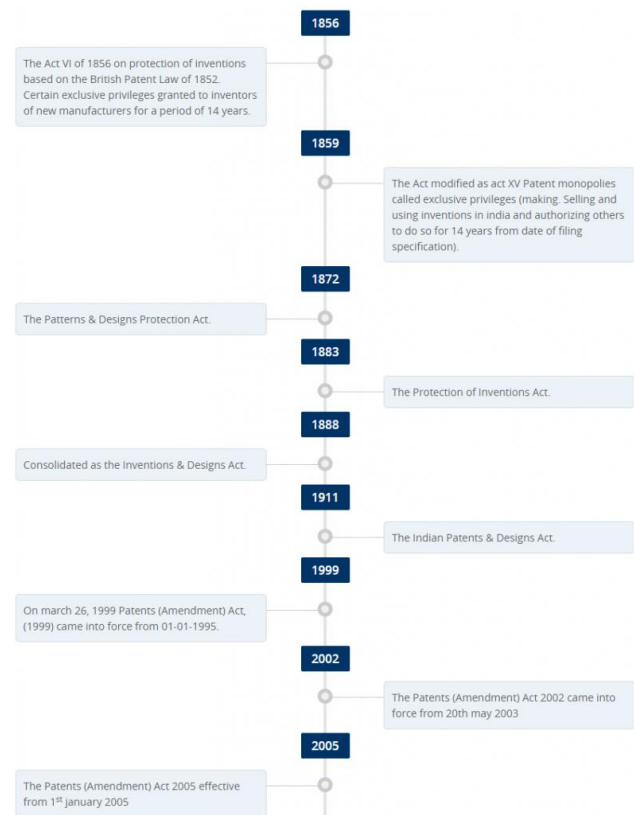 1856
The Act VI of 1856 on protection of inventions
based on the British Patent Law of 1852.
Certain exclusive privileges granted to inventors
of new manufacturers for a period of 14 years.
1859
The Act modified as act XV Patent monopolies
called exclusive privileges (making. Selling and
using inventions in india and authorizing others
to do so for 14 years from date of filing
specification).
1872
The Patterns & Designs Protection Act.
1883
The Protection of Inventions Act.
1888
Consolidated as the Inventions & Designs Act.
1911
The Indian Patents & Designs Act.
1999
On march 26, 1999 Patents (Amendment) Act,
(1999) came into force from 01-01-1995.
2002
The Patents (Amendment) Act 2002 came into
force from 20th may 2003
2005
The Patents (Amendment) Act 2005 effective
from 1st january 2005